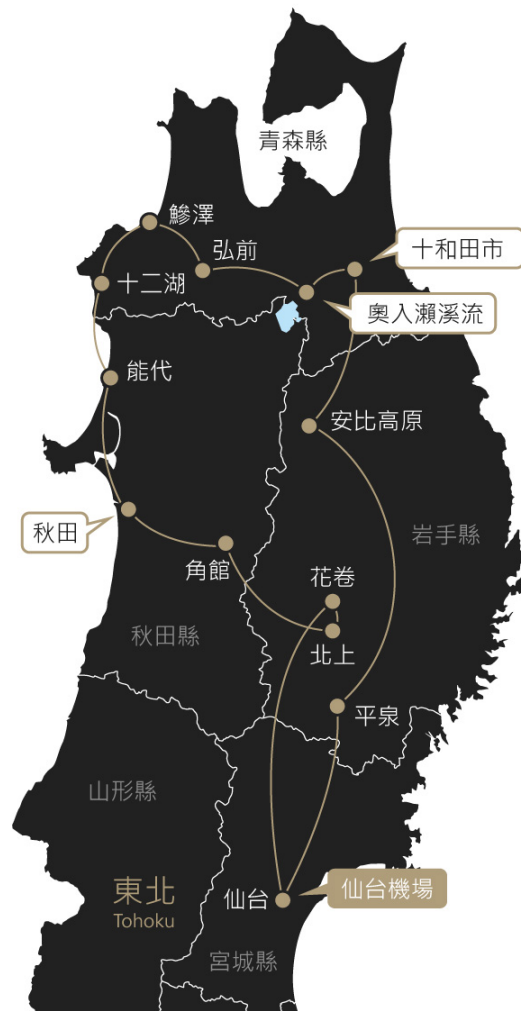 青森縣
鰺澤
弘前
十和田市
十二湖
奧入瀨溪流
能代
安比高原
秋田
岩手縣
角館
花卷
秋田縣
北上
平泉
山形縣
東北
Tohoku
仙台
仙台機場
宮城縣